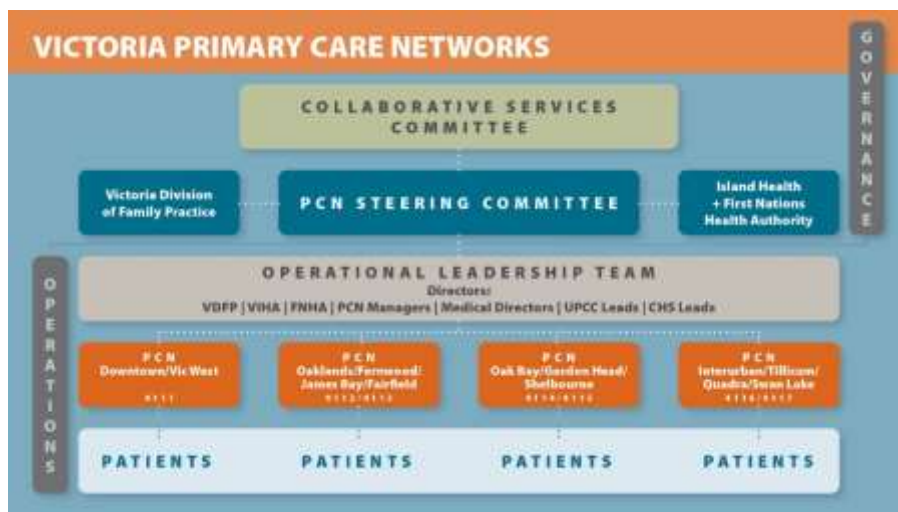 VICTORIA PRIMARY CARE NETWORKS
GOVERNANCE
COLLABORATIVE SERVICES
COMMITTEE
Victoria Division
of Family Practice
PCN STEERING COMMITTEE
Island Health
+ First Nations
Health Authority
OPERATIONS
OPERATIONAL LEADERSHIP TEAM
Directors:
VDFP | VIHA | FNHA | PCN Managers | Medical Directors | UPCC Leads | CHS Leads
PCN
Downtown/Vic West
PCN
Oaklands/Fernwood/
James Bay/Fairfield
PCN
Oak Bay/Gordon Head/
Shelbourne
PCN
Interurban/Tillicum/
Quadra/Swan Lake
PATIENTS
PATIENTS
PATIENTS
PATIENTS